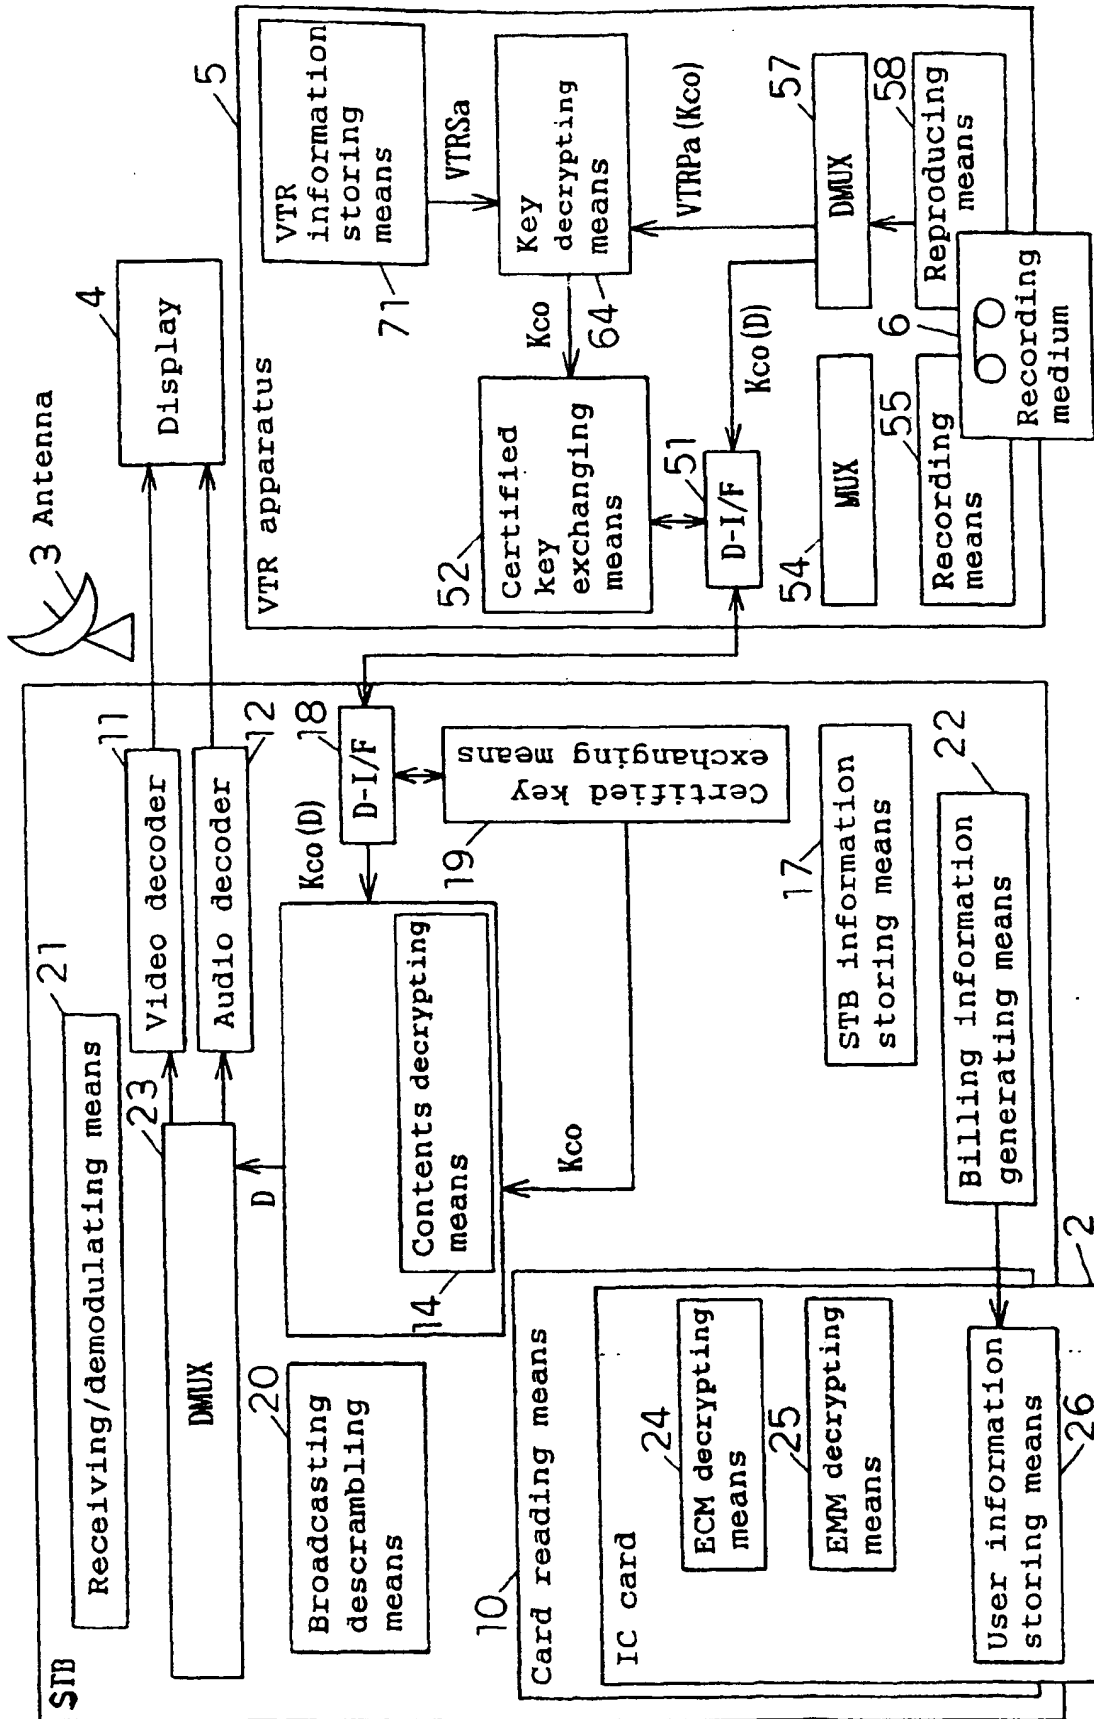 STB
Receiving/demodulating means
21
DMUX
23
Video decoder
11
Audio decoder
12
3 Antenna
Display
4
Broadcasting
descrambling
means
20
D
Contents decrypting
means
14
Kco(D)
D-I/F
18
Certified key
exchanging means
19
Kco
STB information
storing means
17
Billing information
generating means
22
Card reading means
10
IC card
2
ECM decrypting
means
24
EMM decrypting
means
25
User information
storing means
26
VTR apparatus
5
VTR
information
storing
means
71
VTRSa
Key
decrypting
means
64
Kco
Certified
key
exchanging
means
52
VTRPa(Kco)
D-I/F
51
Kco(D)
MUX
54
DMUX
57
Recording
means
55
Reproducing
means
58
Recording
medium
6